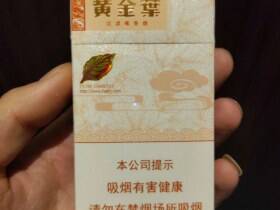 黄金葉
本公司提示
吸烟有害健康
请勿在禁烟场所吸烟